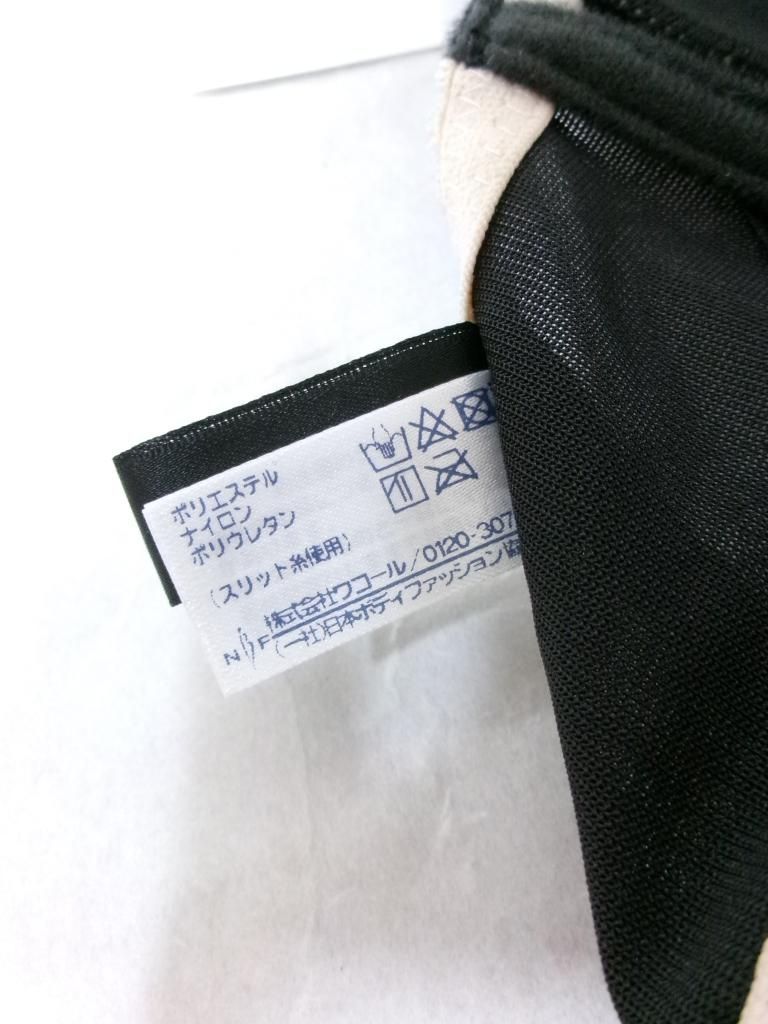 ポリエステル
ナイロン
ポリウレタン
(スリット糸使用)
株式会社ワコール/0120-307
NBF(一社)日本ボディファッション協